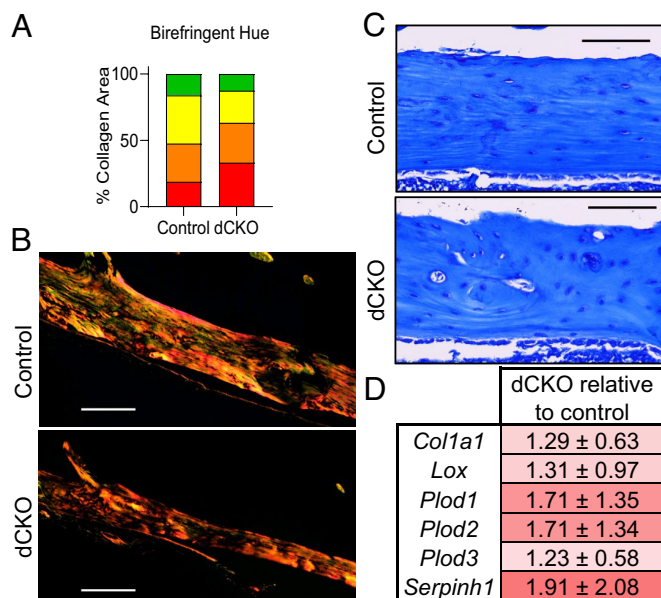 A
Birefringent Hue
% Collagen Area
100
50
0
Control dCKO
B
Control
dCKO
C
Control
dCKO
D
dCKO relative
to control
Col1a1 1.29 ± 0.63
Lox 1.31 ± 0.97
Plod1 1.71 ± 1.35
Plod2 1.71 ± 1.34
Plod3 1.23 ± 0.58
Serpinh1 1.91 ± 2.08